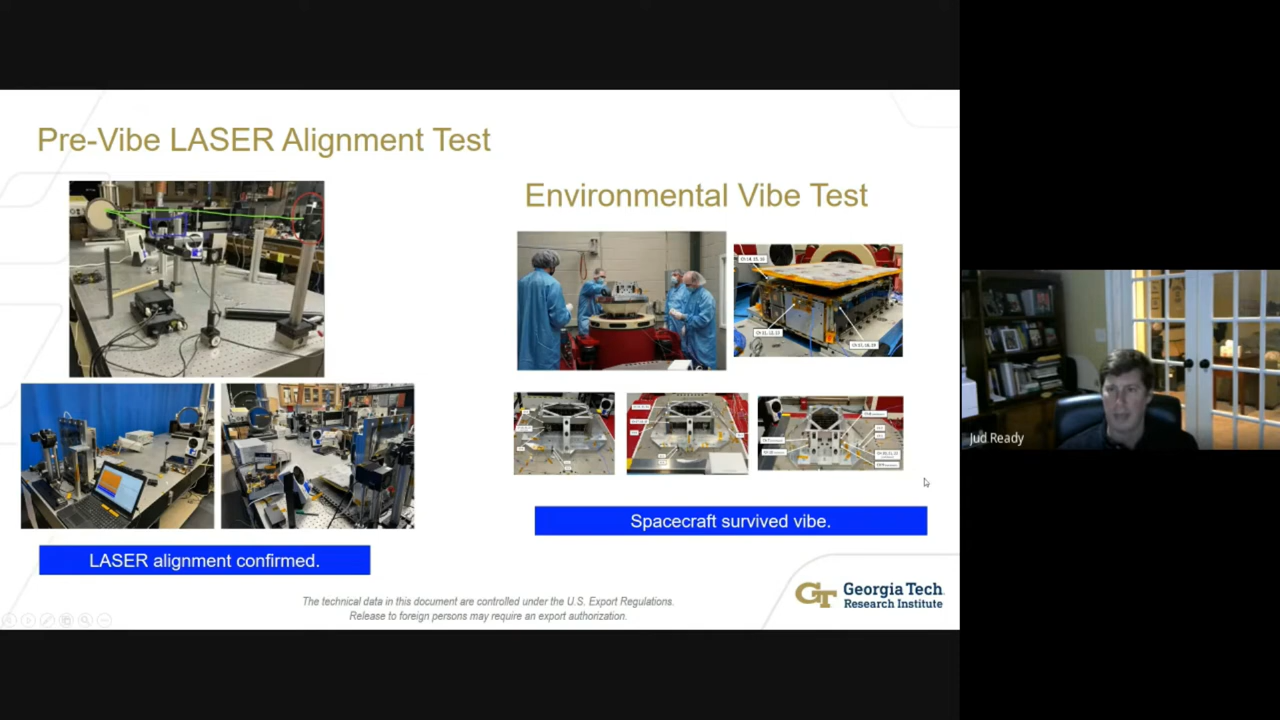 Pre-Vibe LASER Alignment Test
Environmental Vibe Test
Spacecraft survived vibe.
LASER alignment confirmed.
The technical data in this document are controlled under the U.S. Export Regulations.
Release to foreign persons may require an export authorization.
GT
Georgia Tech
Research Institute
Jud Ready